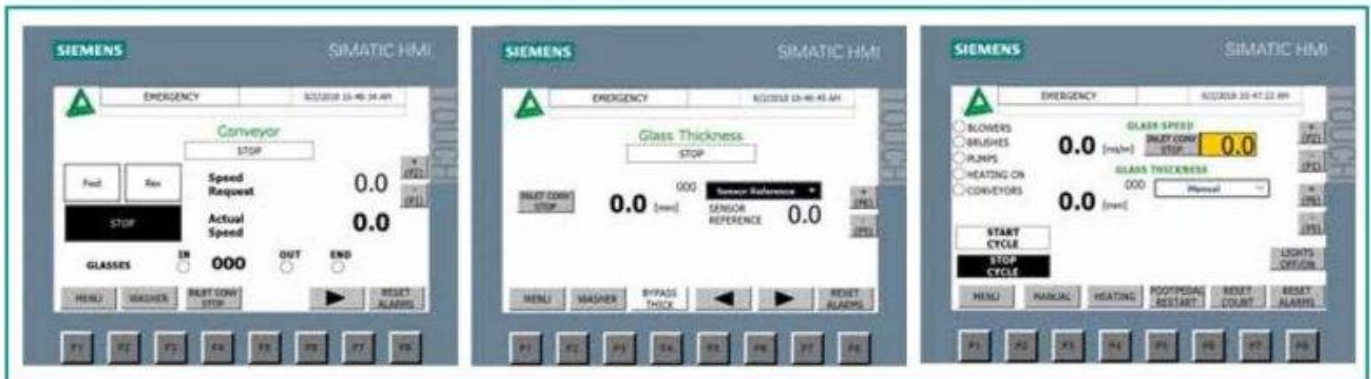 SIEMENS
SIMATIC HMI
TOUCH
EMERGENCY
Conveyor
STOP
Fwd
Rev
Speed
Request
0.0
STOP
Actual
Speed
0.0
GLASSES
IN
000
OUT
END
MENU
WASHER
INLET CONV
STOP
RESET
ALARMS
F1
F2
F3
F4
F5
F6
F7
F8
SIEMENS
SIMATIC HMI
TOUCH
EMERGENCY
Glass Thickness
STOP
INLET CONV
STOP
0.0 [mm]
000
Sensor Reference
SENSOR
REFERENCE
0.0
MENU
WASHER
BYPASS
THICK
RESET
ALARMS
F1
F2
F3
F4
F5
F6
F7
F8
SIEMENS
SIMATIC HMI
TOUCH
EMERGENCY
BLOWERS
BRUSHES
PUMPS
HEATING ON
CONVEYORS
GLASS SPEED
0.0
INLET CONV
STOP
0.0
GLASS THICKNESS
000
Manual
0.0 [mm]
START
CYCLE
STOP
CYCLE
LIGHTS
OFF/ON
MENU
MANUAL
HEATING
FOOTPEDAL
RESTART
RESET
COUNT
RESET
ALARMS
F1
F2
F3
F4
F5
F6
F7
F8